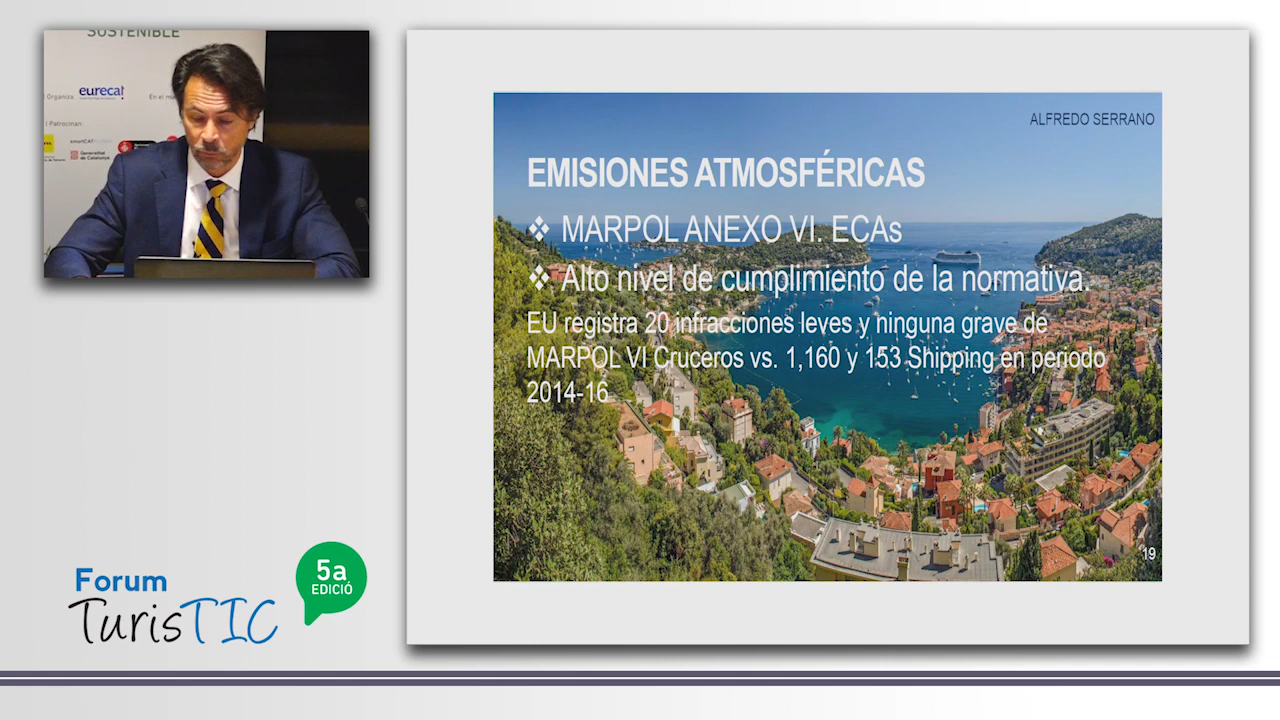 SOSTENIBLE
Organiza
eurecat
En el
Patrocinan:
smartCAT
Generalitat
de Catalunya
ALFREDO SERRANO
EMISIONES ATMOSFÉRICAS
❖ MARPOL ANEXO VI. ECAs
❖ Alto nivel de cumplimiento de la normativa.
EU registra 20 infracciones leves y ninguna grave de
MARPOL VI Cruceros vs. 1,160 y 153 Shipping en periodo
2014-16
19
Forum
TurisTIC
5a
EDICIÓ